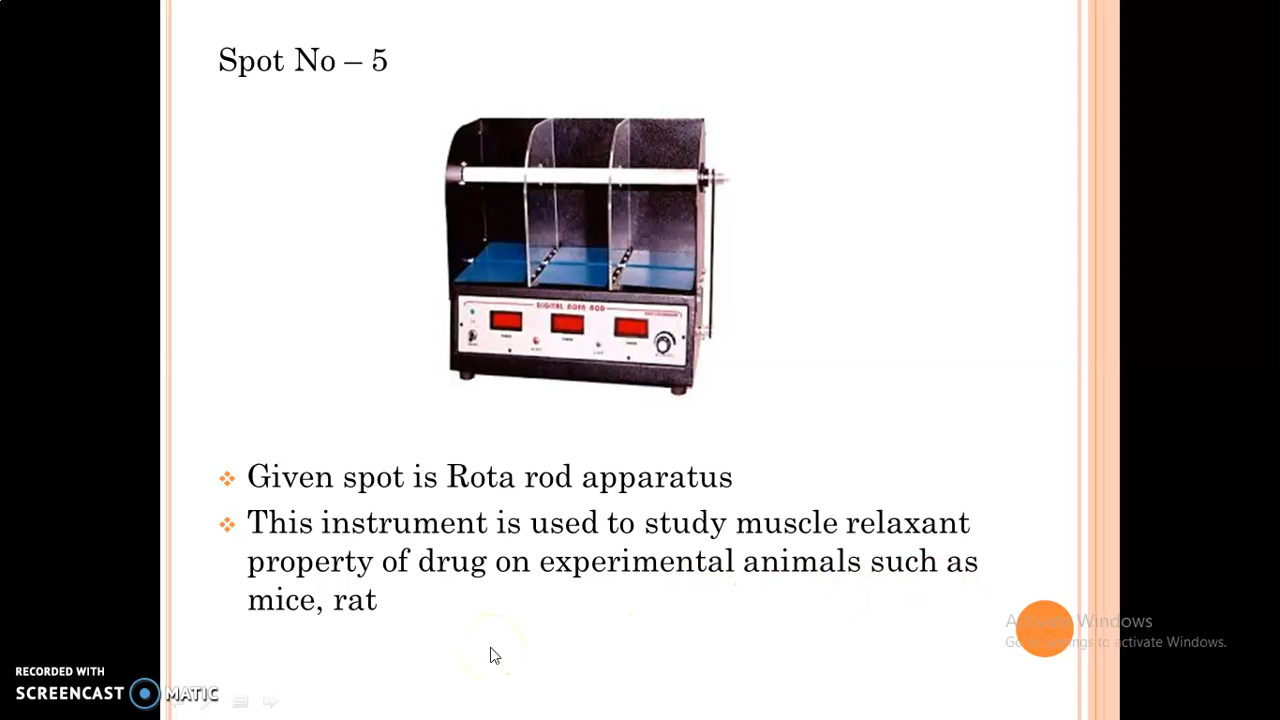 Spot No – 5
DIGITAL ROTA ROD
Given spot is Rota rod apparatus
This instrument is used to study muscle relaxant
property of drug on experimental animals such as
mice, rat
Activate Windows
Go to Settings to activate Windows.
RECORDED WITH
SCREENCAST MATIC